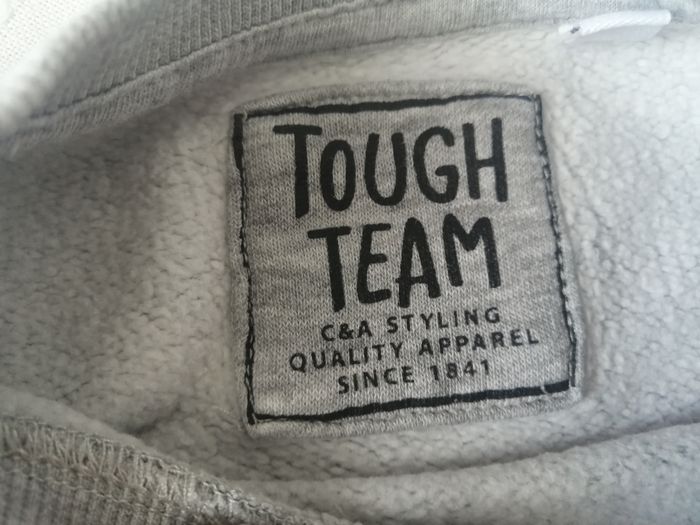 TOUGH
TEAM
C&A STYLING
QUALITY APPAREL
SINCE 1841